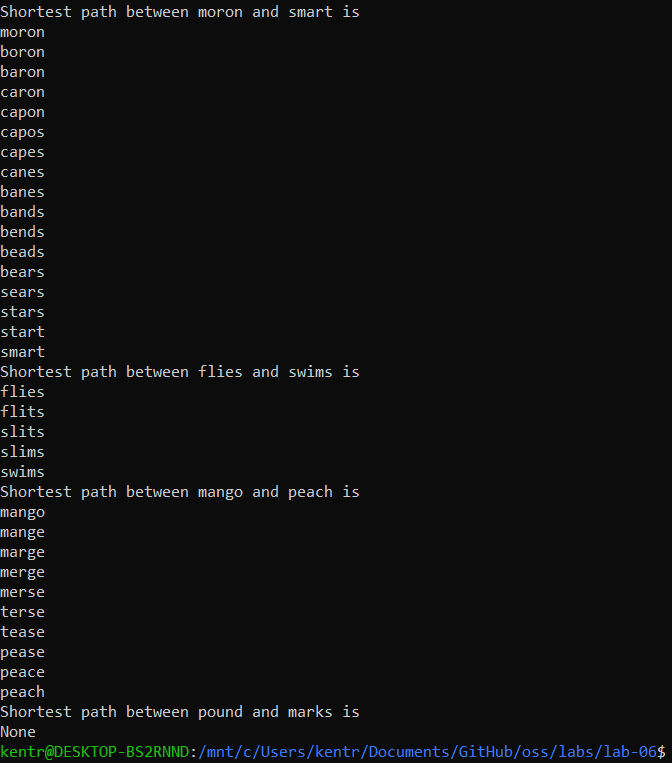 Shortest path between moron and smart is
moron
boron
baron
caron
capon
capos
capes
canes
banes
bands
bends
beads
bears
sears
stars
start
smart
Shortest path between flies and swims is
flies
flits
slits
slims
swims
Shortest path between mango and peach is
mango
mange
marge
merge
merse
terse
tease
pease
peace
peach
Shortest path between pound and marks is
None
kentr@DESKTOP-BS2RNND:/mnt/c/Users/kentr/Documents/GitHub/oss/labs/lab-06$